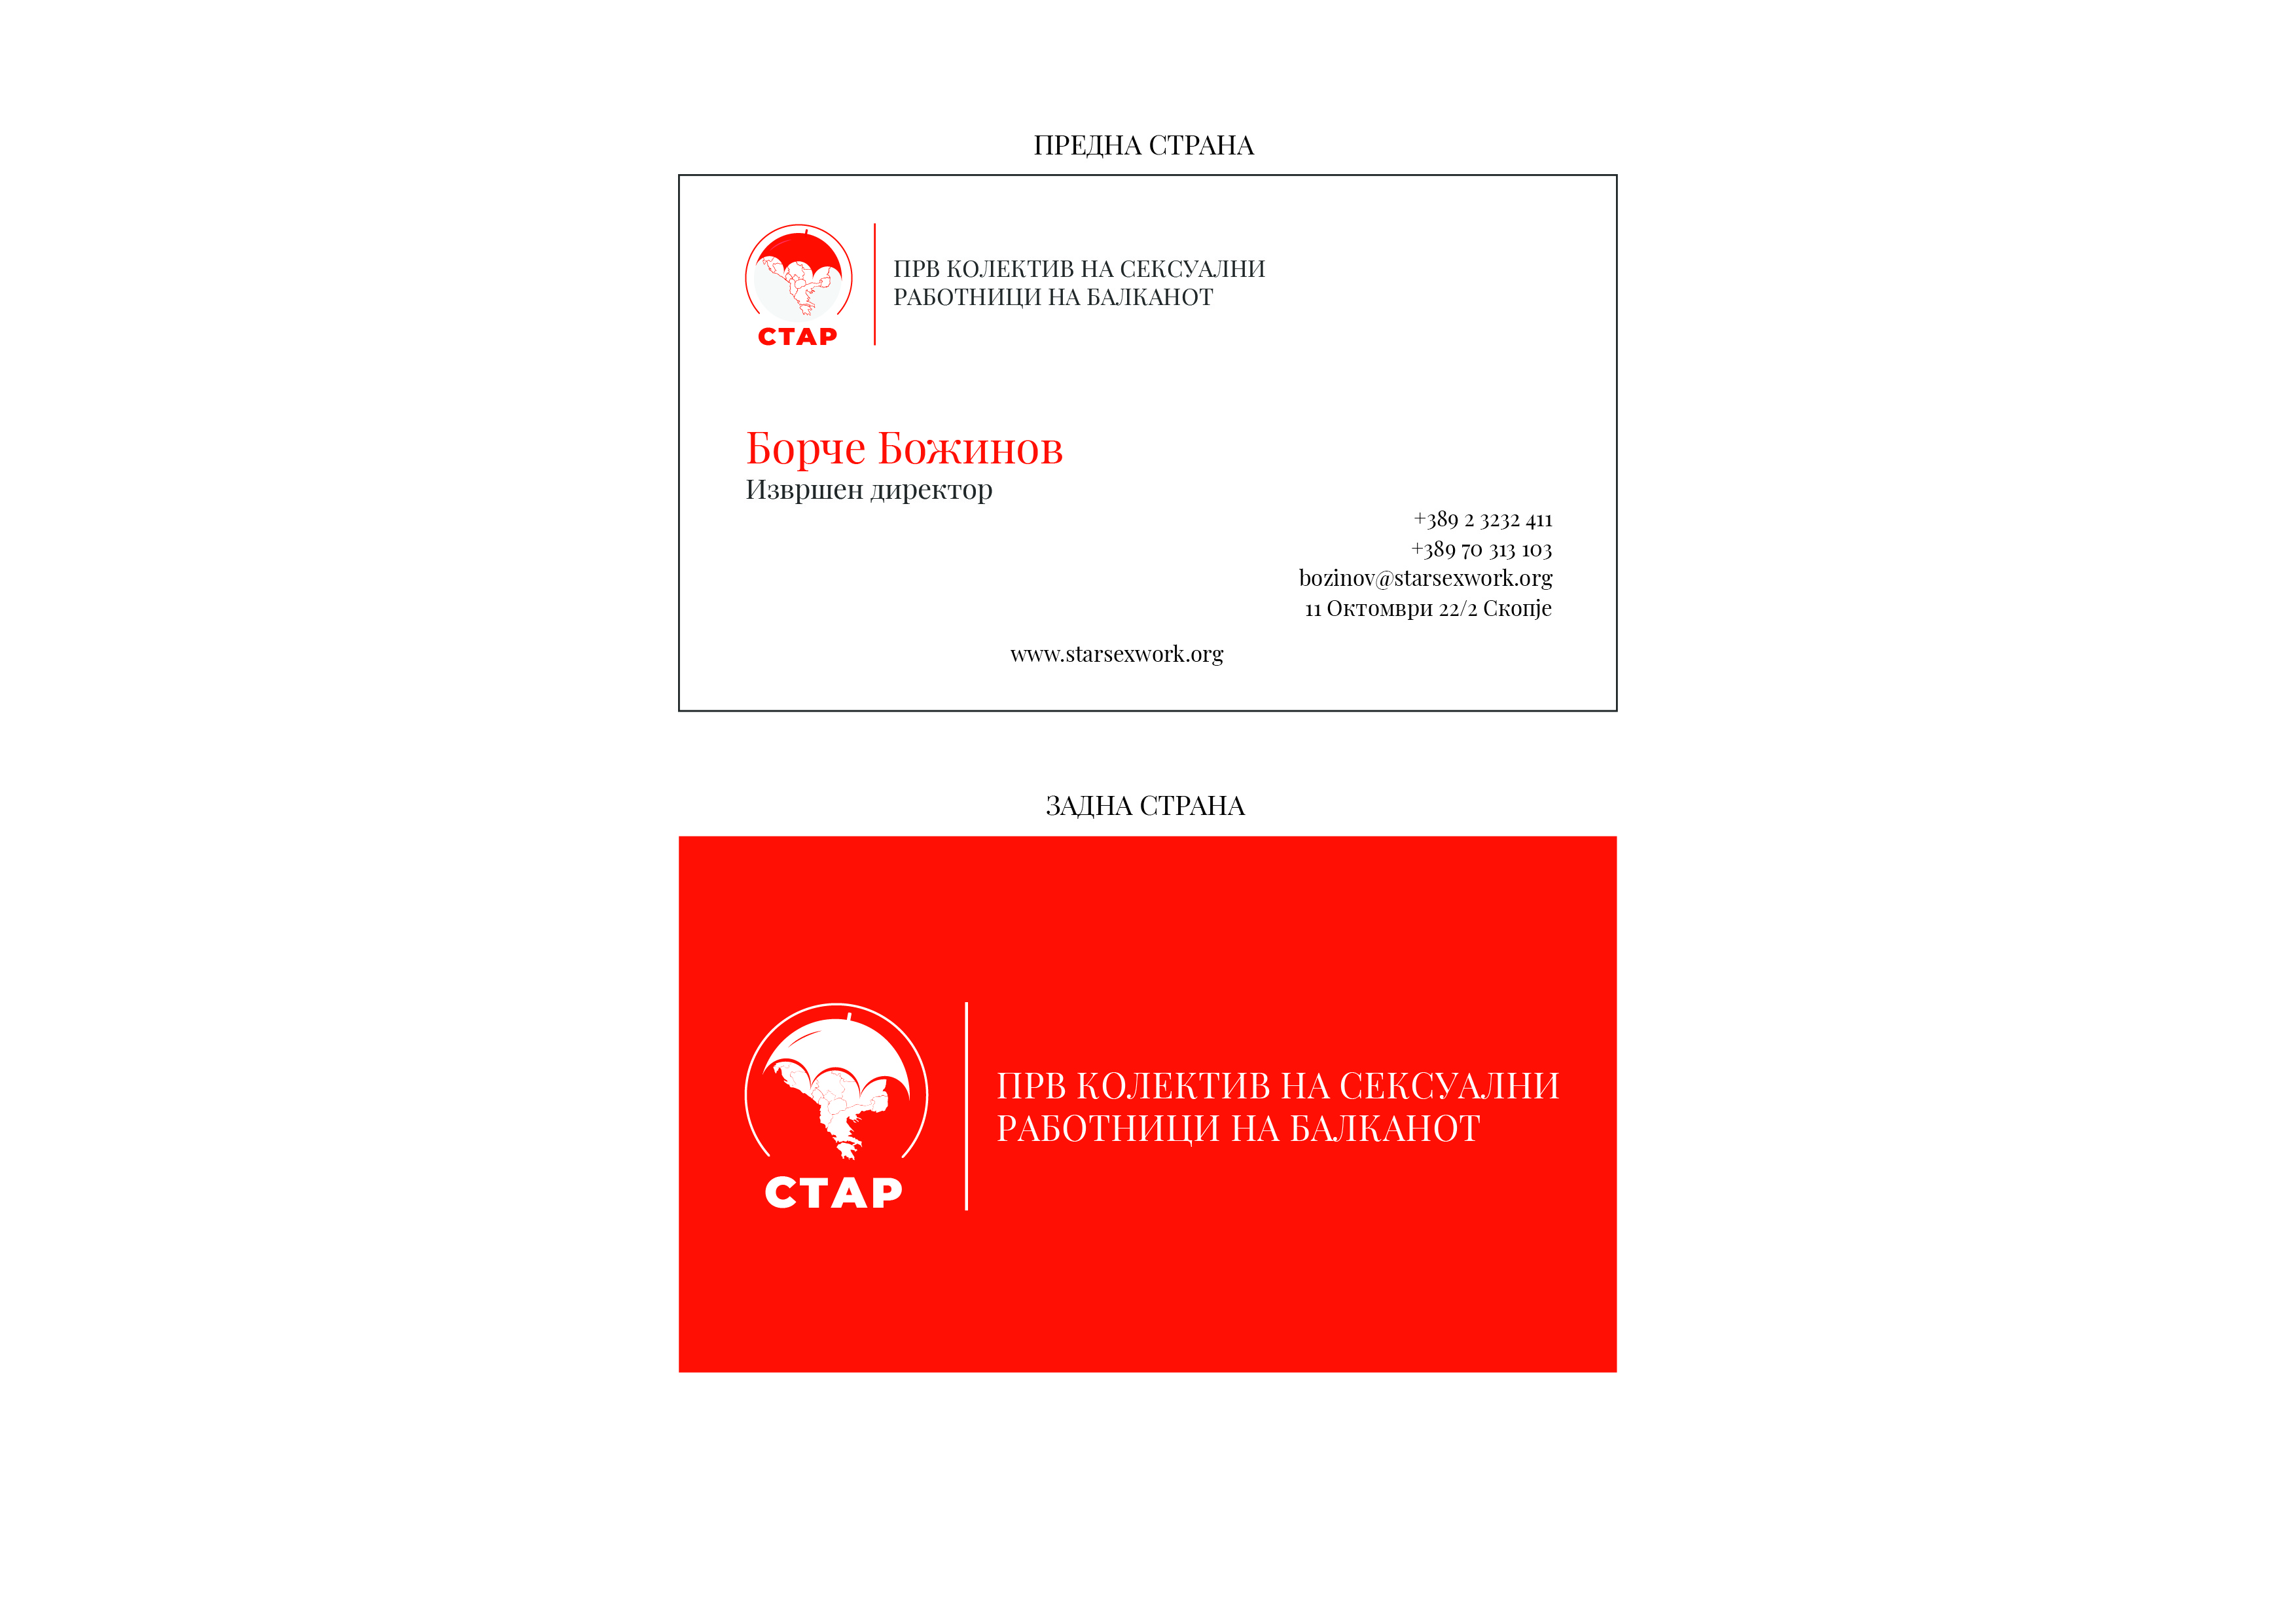 ПРЕДНА СТРАНА
ПРВ КОЛЕКТИВ НА СЕКСУАЛНИ
РАБОТНИЦИ НА БАЛКАНОТ
СТАР
Борче Божинов
Извршен директор
+389 2 3232 411
+389 70 313 103
bozinov@starsexwork.org
11 Октомври 22/2 Скопје
www.starsexwork.org
ЗАДНА СТРАНА
ПРВ КОЛЕКТИВ НА СЕКСУАЛНИ
РАБОТНИЦИ НА БАЛКАНОТ
СТАР